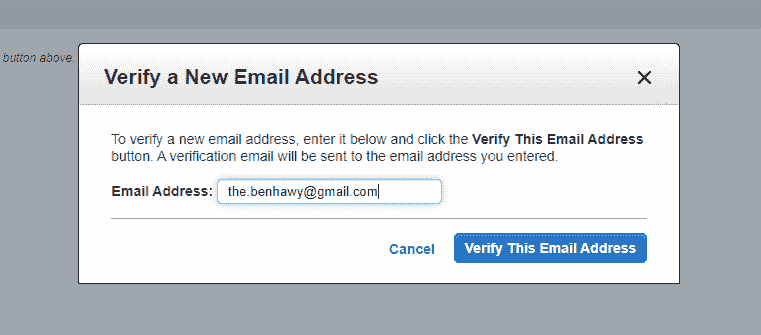 button above.
Verify a New Email Address
To verify a new email address, enter it below and click the Verify This Email Address
button. A verification email will be sent to the email address you entered.
Email Address: the.benhawy@gmail.com
Cancel Verify This Email Address